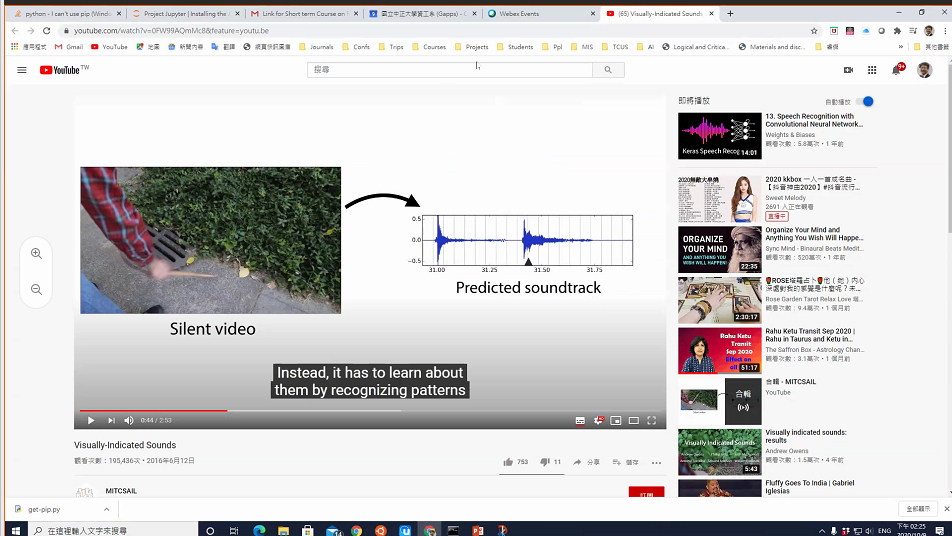 python - I can't use pip (Windo
Project Jupyter | Installing the
Link for Short term Course on
國立中正大學資工系 (Gapps) - C
Webex Events
(65) Visually-Indicated Sounds
youtube.com/watch?v=0FW99AQmMc8&feature=youtu.be
應用程式
Gmail
YouTube
地圖
新聞內容
翻譯
網頁快訊圖庫
Journals
Confs
Trips
Courses
Projects
Students
Ppl
MIS
TCUS
AI
Logical and Critical...
Material and disc...
其他書籤
YouTube TW
搜尋
9+
Silent video
0.5
0.0
−0.5
31.00 31.25 31.50 31.75
Predicted soundtrack
Instead, it has to learn about
them by recognizing patterns
0:44 / 2:53
Visually-Indicated Sounds
觀看次數：195,436次 • 2016年6月12日
753
11
分享
儲存
MITCSAIL
訂閱
即將播放
自動播放
Keras Speech Recog
14:01
13. Speech Recognition with
Convolutional Neural Network...
Weights & Biases
觀看次數：5.8萬次 • 1 年前
2020 kkbox 一人一首成名曲 -
【抖音神曲2020】#抖音流行...
Sweet Melody
2691 人正在觀看
直播中
ORGANIZE
YOUR MIND
AND ANYTHING YOU WISH WILL HAPPEN
22:35
Organize Your Mind and
Anything You Wish Will Happe...
Sync Mind - Binaural Beats Medit...
觀看次數：520萬次 • 1 年前
2:30:17
ROSE塔羅占卜 他（她）內心
深處對我的家變是什麼呢？未...
Rose Garden Tarot Relax Love 塔...
觀看次數：9.4萬次 • 1 個月前
Rahu Ketu
Transit
Sep 2020
Effect on
all
51:17
Rahu Ketu Transit Sep 2020 |
Rahu in Taurus and Ketu in...
The Saffron Box - Astrology Chan...
觀看次數：3.1萬次 • 1 個月前
合輯
合輯 - MITCSAIL
YouTube
Visually Indicated Sounds
5:43
Visually indicated sounds:
results
Andrew Owens
觀看次數：1.5萬次 • 4 年前
Fluffy Goes To India | Gabriel
Iglesias
get-pip.py
全部顯示
在這裡輸入文字來搜尋
ENG
下午 02:25
2020/10/9